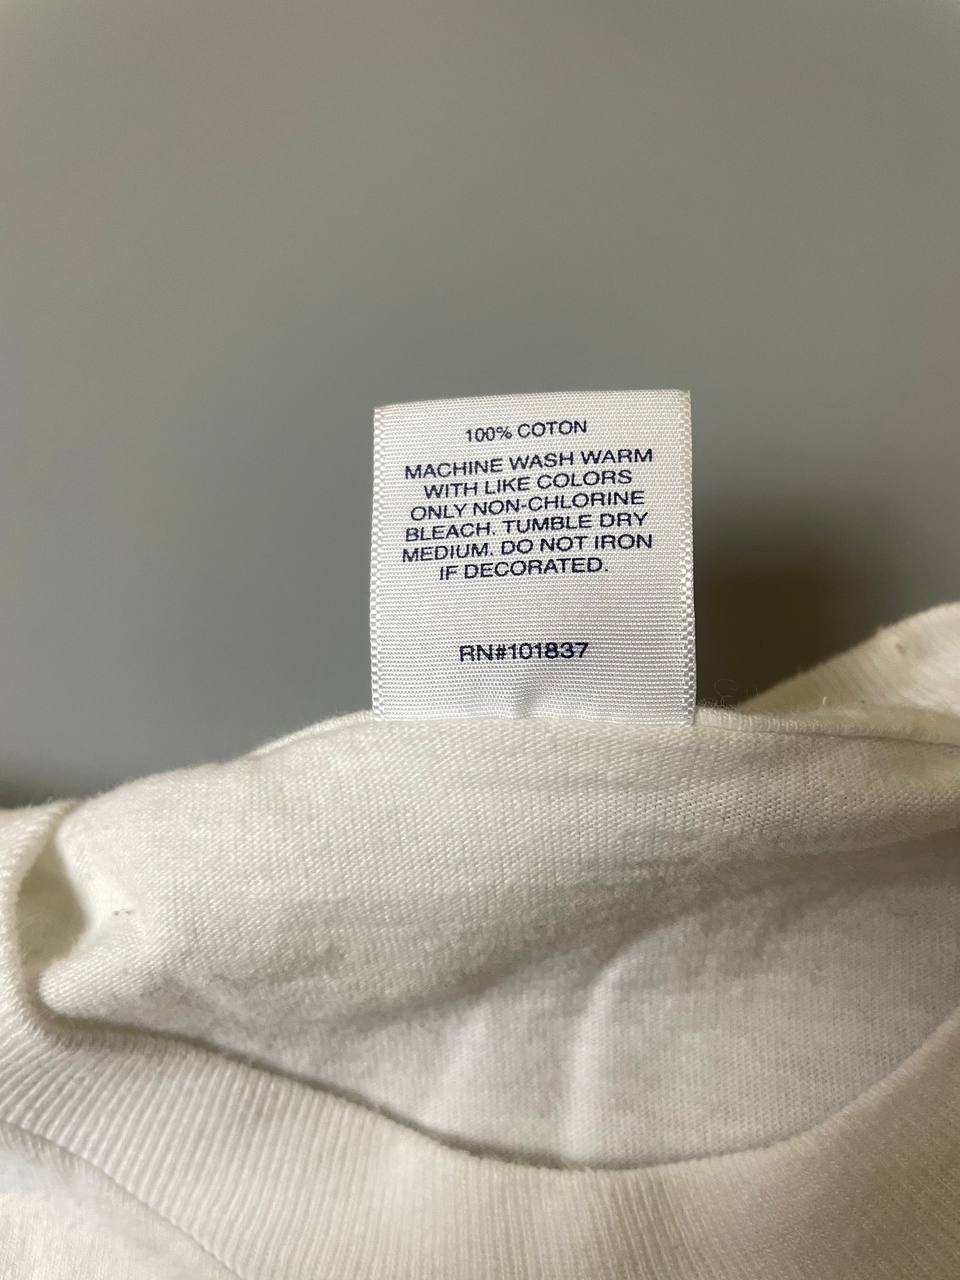 100% COTON
MACHINE WASH WARM
WITH LIKE COLORS
ONLY NON-CHLORINE
BLEACH. TUMBLE DRY
MEDIUM. DO NOT IRON
IF DECORATED.
RN#101837